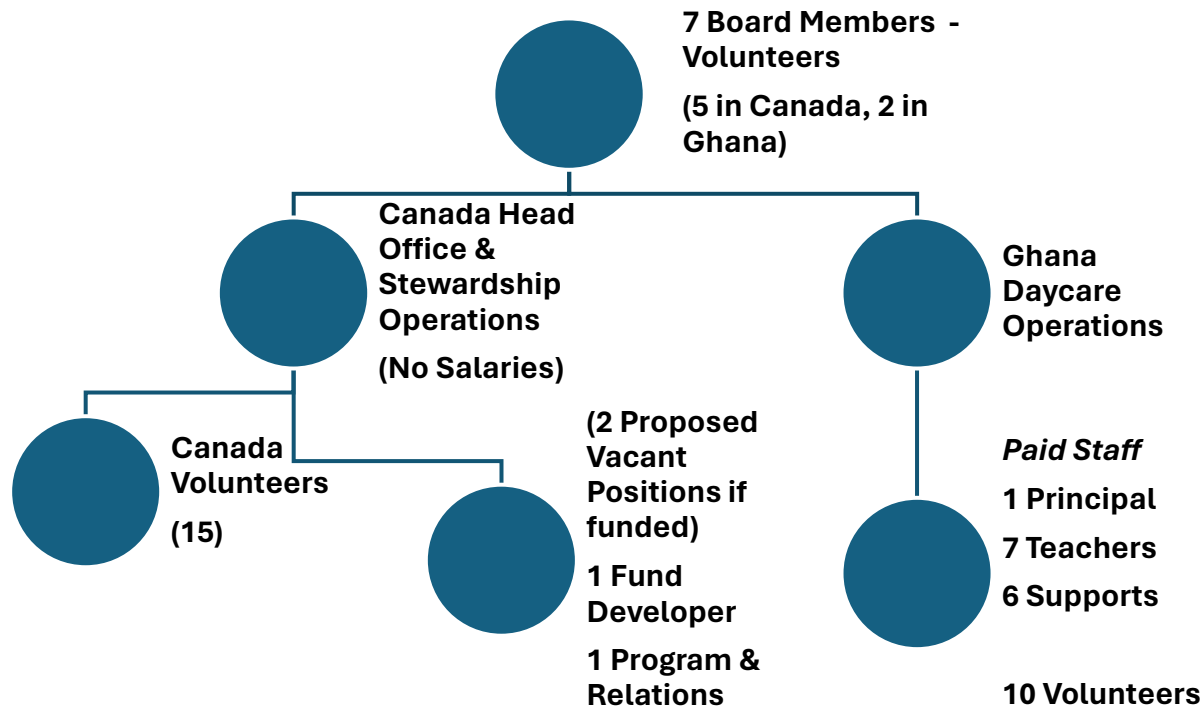 7 Board Members  -
Volunteers
(5 in Canada, 2 in
Ghana)
Canada Head
Office &
Stewardship
Operations
(No Salaries)
Ghana
Daycare
Operations
Canada
Volunteers
(15)
(2 Proposed
Vacant
Positions if
funded)
1 Fund
Developer
1 Program &
Relations
Paid Staff
1 Principal
7 Teachers
6 Supports
10 Volunteers